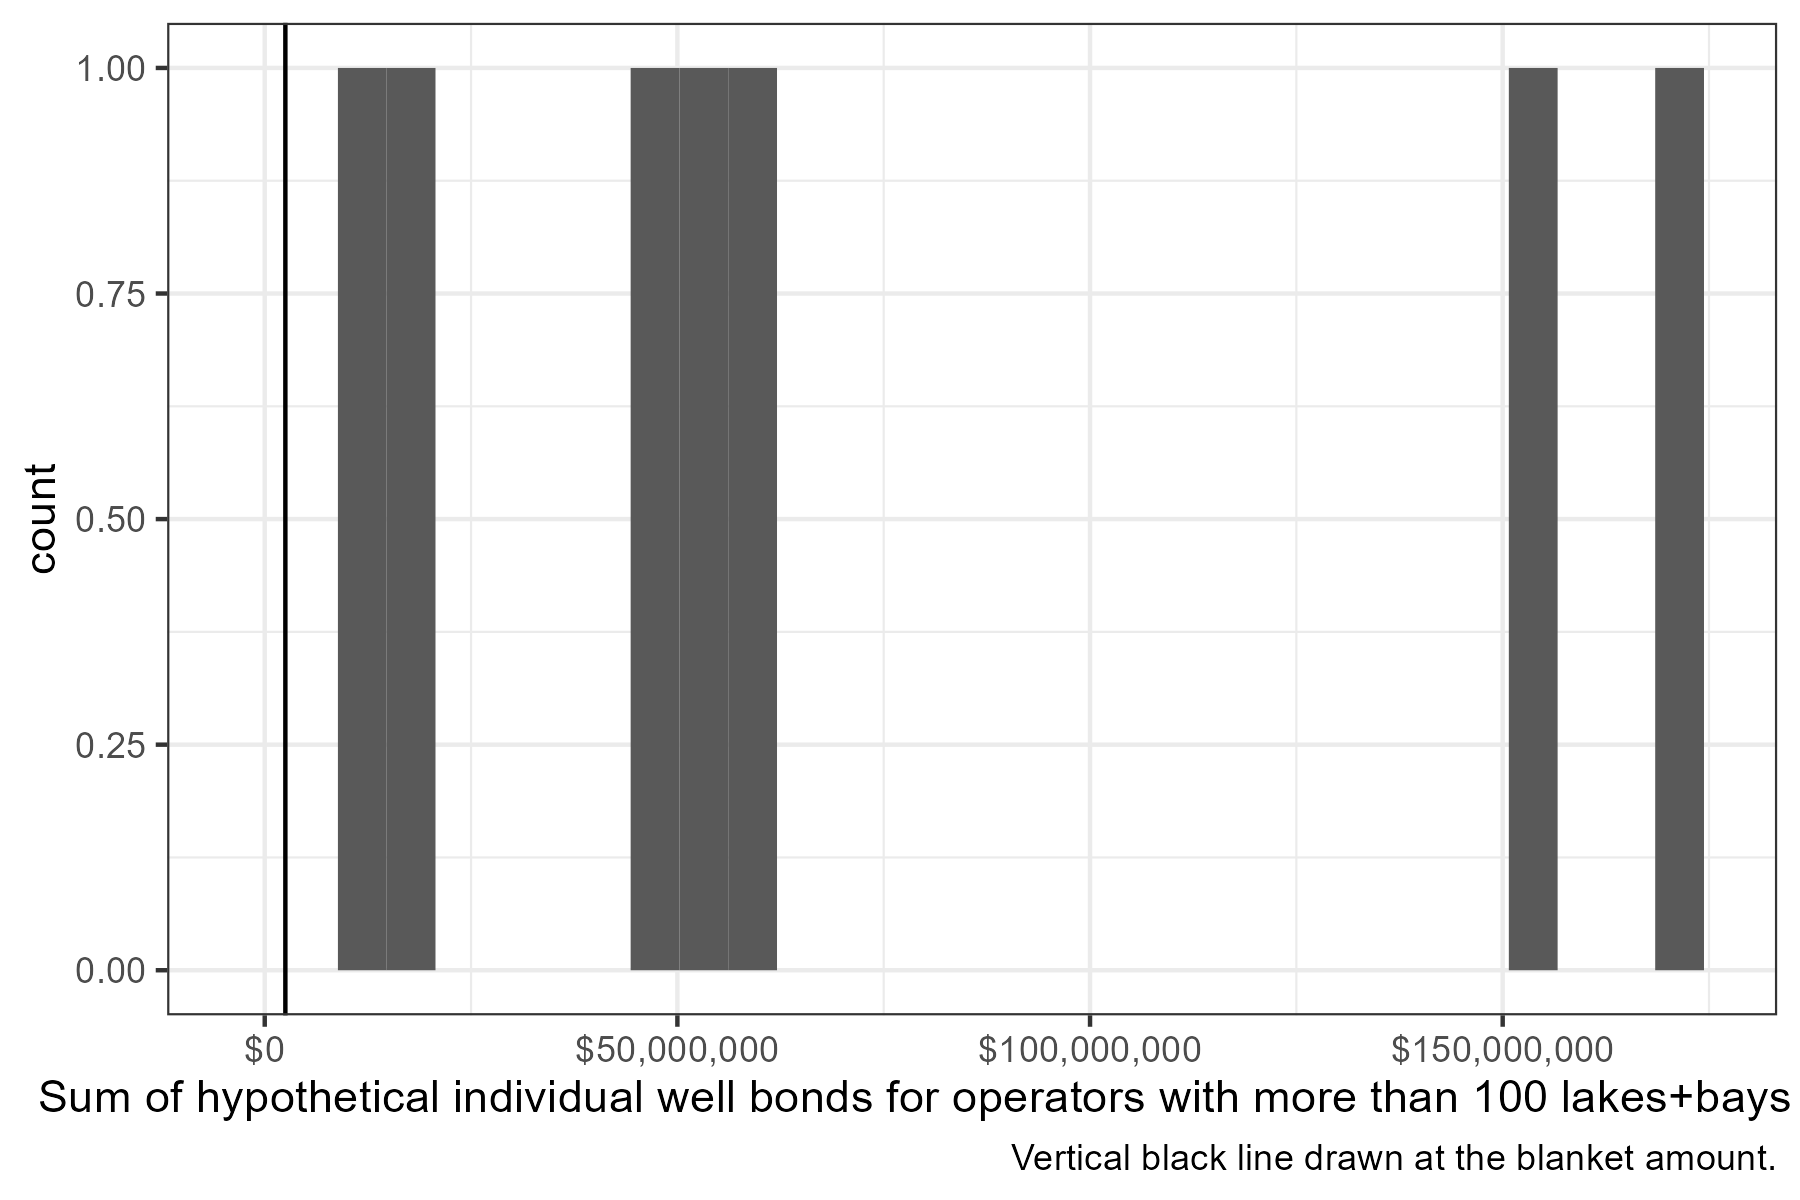 1.00
0.75
0.50
0.25
0.00
count
$0 $50,000,000 $100,000,000 $150,000,000
Sum of hypothetical individual well bonds for operators with more than 100 lakes+bays
Vertical black line drawn at the blanket amount.